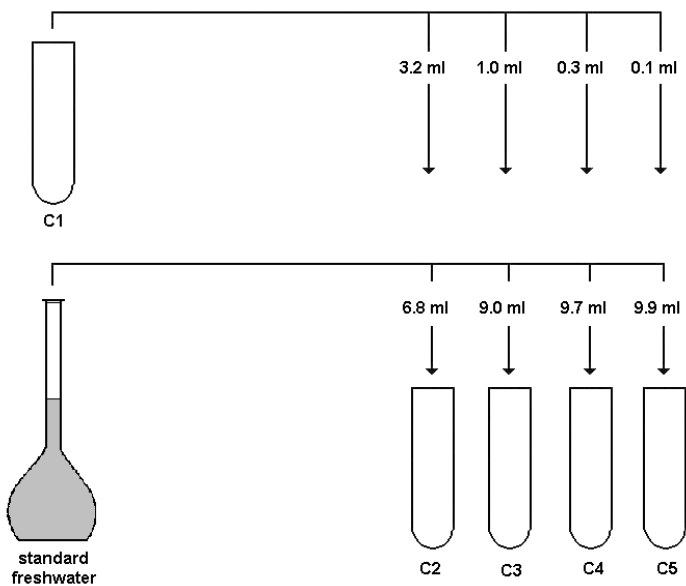 3.2 ml 1.0 ml 0.3 ml 0.1 ml
C1
6.8 ml 9.0 ml 9.7 ml 9.9 ml
standard
freshwater
C2 C3 C4 C5